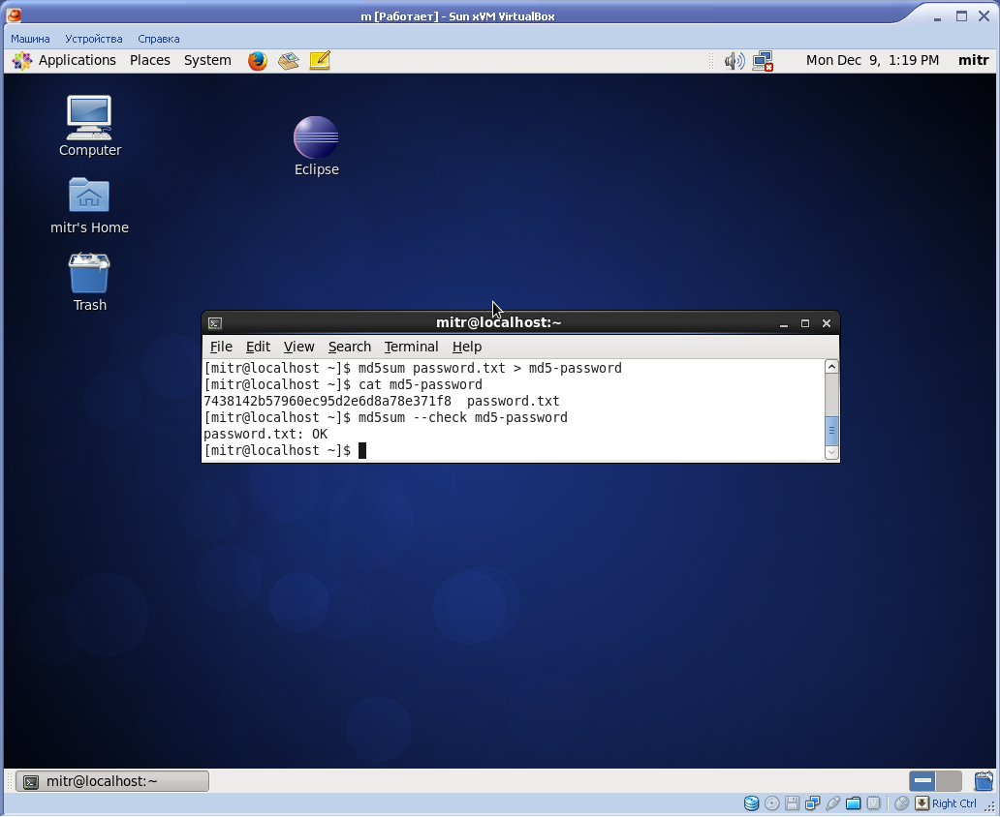 m [Работает] - Sun xVM VirtualBox
Машина Устройства Справка
Applications Places System Mon Dec 9, 1:19 PM mitr
Computer
Eclipse
mitr's Home
Trash
mitr@localhost:~
File Edit View Search Terminal Help
[mitr@localhost ~]$ md5sum password.txt > md5-password
[mitr@localhost ~]$ cat md5-password
7438142b57960ec95d2e6d8a78e371f8  password.txt
[mitr@localhost ~]$ md5sum --check md5-password
password.txt: OK
[mitr@localhost ~]$
mitr@localhost:~
Right Ctrl